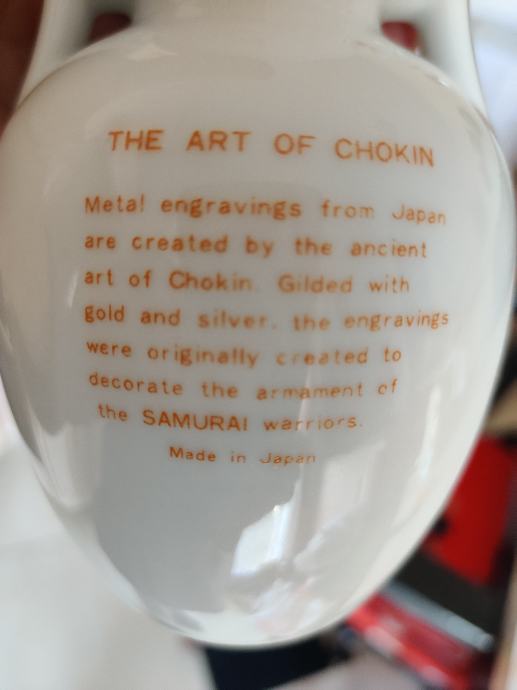 THE ART OF CHOKIN
Metal engravings from Japan
are created by the ancient
art of Chokin. Gilded with
gold and silver, the engravings
were originally created to
decorate the armament of
the SAMURAI warriors.
Made in Japan